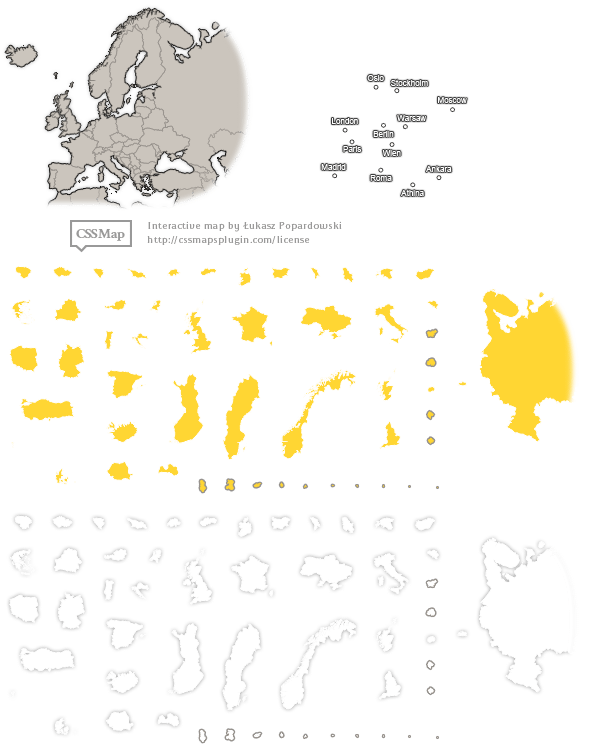 Oslo
Stockholm
Moscow
London
Warsaw
Berlin
Paris
Wien
Madrid
Roma
Ankara
Athina
CSSMap
Interactive map by Łukasz Popardowski
http://cssmapsplugin.com/license